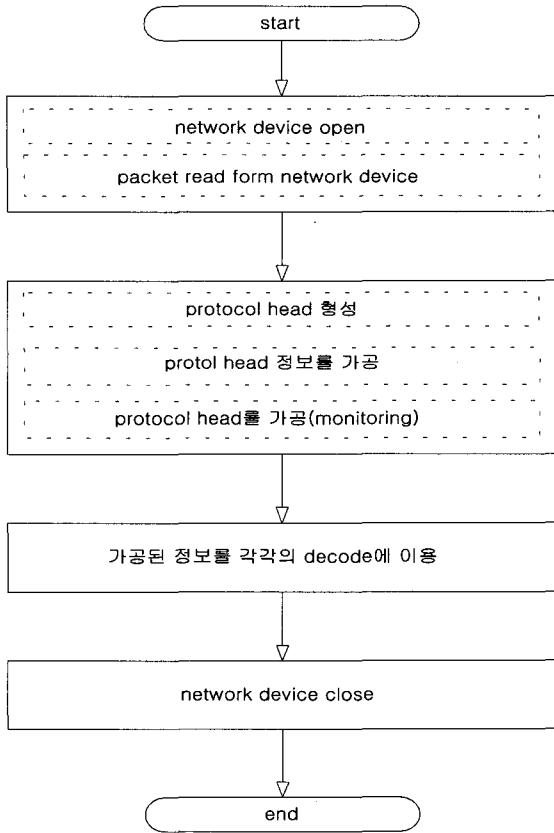 start
network device open
packet read form network device
protocol head 형성
protol head 정보를 가공
protocol head를 가공(monitoring)
가공된 정보를 각각의 decode에 이용
network device close
end